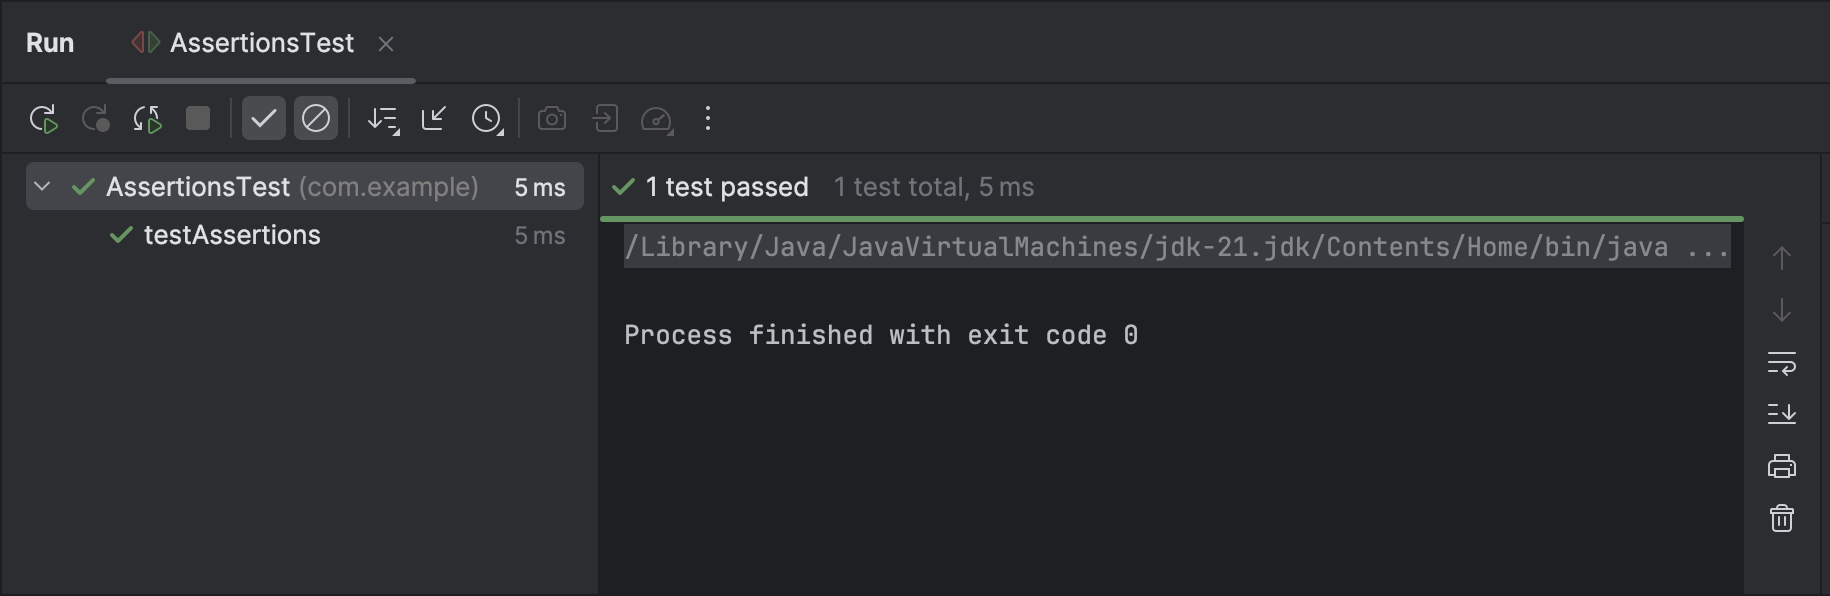 Run AssertionsTest
AssertionsTest (com.example) 5 ms
testAssertions 5 ms
1 test passed 1 test total, 5 ms
/Library/Java/JavaVirtualMachines/jdk-21.jdk/Contents/Home/bin/java ...
Process finished with exit code 0